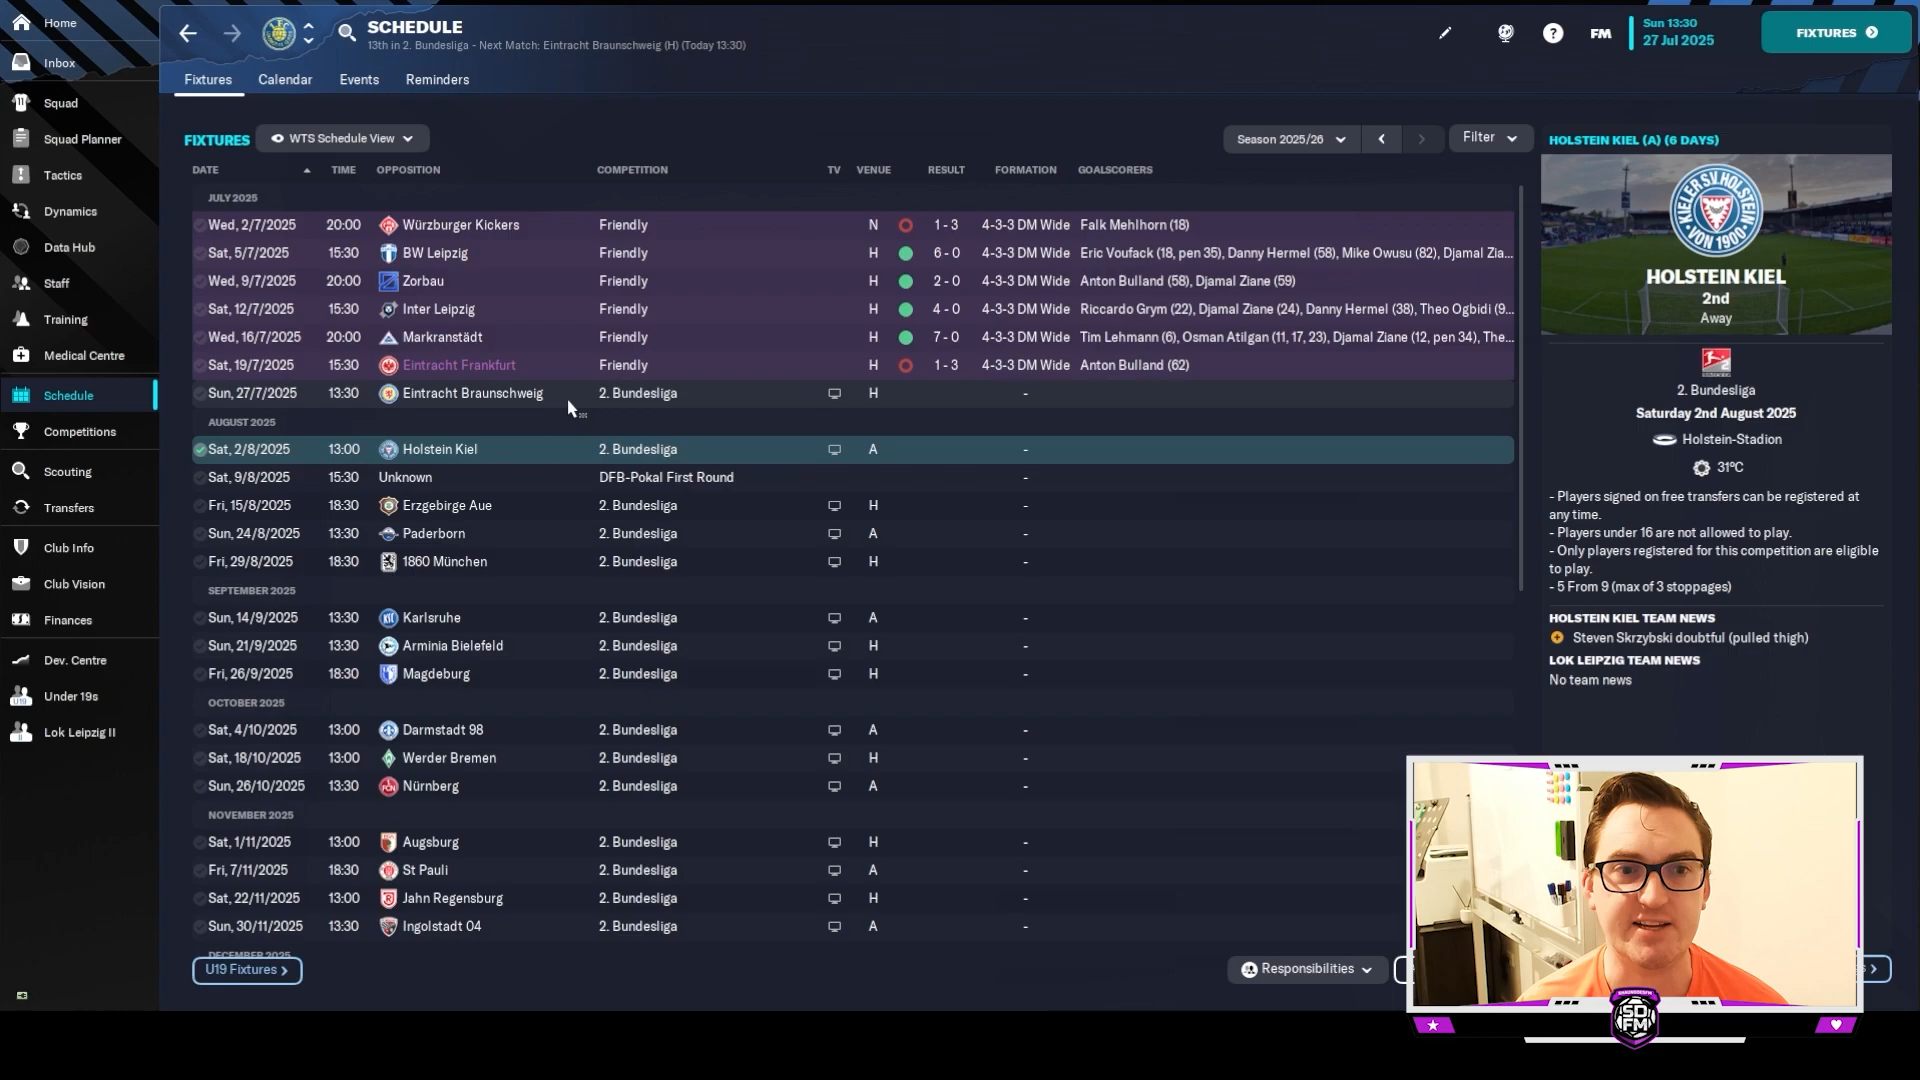 Home
Inbox
Squad
Squad Planner
Tactics
Dynamics
Data Hub
Staff
Training
Medical Centre
Schedule
Competitions
Scouting
Transfers
Club Info
Club Vision
Finances
Dev. Centre
Under 19s
Lok Leipzig II
SCHEDULE
13th in 2. Bundesliga - Next Match: Eintracht Braunschweig (H) (Today 13:30)
FM
Sun 13:30
27 Jul 2025
FIXTURES
Fixtures Calendar Events Reminders
FIXTURES WTS Schedule View Season 2025/26 Filter
DATE TIME OPPOSITION COMPETITION TV VENUE RESULT FORMATION GOALSCORERS
JULY 2025
Wed, 2/7/2025 20:00 Würzburger Kickers Friendly N 1 - 3 4-3-3 DM Wide Falk Mehlhorn (18)
Sat, 5/7/2025 15:30 BW Leipzig Friendly H 6 - 0 4-3-3 DM Wide Eric Voufack (18, pen 35), Danny Hermel (58), Mike Owusu (82), Djamal Zia...
Wed, 9/7/2025 20:00 Zorbau Friendly H 2 - 0 4-3-3 DM Wide Anton Bulland (58), Djamal Ziane (59)
Sat, 12/7/2025 15:30 Inter Leipzig Friendly H 4 - 0 4-3-3 DM Wide Riccardo Grym (22), Djamal Ziane (24), Danny Hermel (38), Theo Ogbidi (9...
Wed, 16/7/2025 20:00 Markranstädt Friendly H 7 - 0 4-3-3 DM Wide Tim Lehmann (6), Osman Atilgan (11, 17, 23), Djamal Ziane (12, pen 34), The...
Sat, 19/7/2025 15:30 Eintracht Frankfurt Friendly H 1 - 3 4-3-3 DM Wide Anton Bulland (62)
Sun, 27/7/2025 13:30 Eintracht Braunschweig 2. Bundesliga H -
AUGUST 2025
Sat, 2/8/2025 13:00 Holstein Kiel 2. Bundesliga A -
Sat, 9/8/2025 15:30 Unknown DFB-Pokal First Round -
Fri, 15/8/2025 18:30 Erzgebirge Aue 2. Bundesliga H -
Sun, 24/8/2025 13:30 Paderborn 2. Bundesliga A -
Fri, 29/8/2025 18:30 1860 München 2. Bundesliga H -
SEPTEMBER 2025
Sun, 14/9/2025 13:30 Karlsruhe 2. Bundesliga A -
Sun, 21/9/2025 13:30 Arminia Bielefeld 2. Bundesliga H -
Fri, 26/9/2025 18:30 Magdeburg 2. Bundesliga H -
OCTOBER 2025
Sat, 4/10/2025 13:00 Darmstadt 98 2. Bundesliga A -
Sat, 18/10/2025 13:00 Werder Bremen 2. Bundesliga H -
Sun, 26/10/2025 13:30 Nürnberg 2. Bundesliga A -
NOVEMBER 2025
Sat, 1/11/2025 13:00 Augsburg 2. Bundesliga H -
Fri, 7/11/2025 18:30 St Pauli 2. Bundesliga A -
Sat, 22/11/2025 13:00 Jahn Regensburg 2. Bundesliga H -
Sun, 30/11/2025 13:30 Ingolstadt 04 2. Bundesliga A -
DECEMBER 2025
U19 Fixtures
Responsibilities
HOLSTEIN KIEL (A) (6 DAYS)
KIELER S.V. HOLSTEIN
VON 1900
HOLSTEIN KIEL
2nd
Away
2. Bundesliga
Saturday 2nd August 2025
Holstein-Stadion
31°C
- Players signed on free transfers can be registered at
any time.
- Players under 16 are not allowed to play.
- Only players registered for this competition are eligible
to play.
- 5 From 9 (max of 3 stoppages)
HOLSTEIN KIEL TEAM NEWS
Steven Skrzybski doubtful (pulled thigh)
LOK LEIPZIG TEAM NEWS
No team news
SD
FM